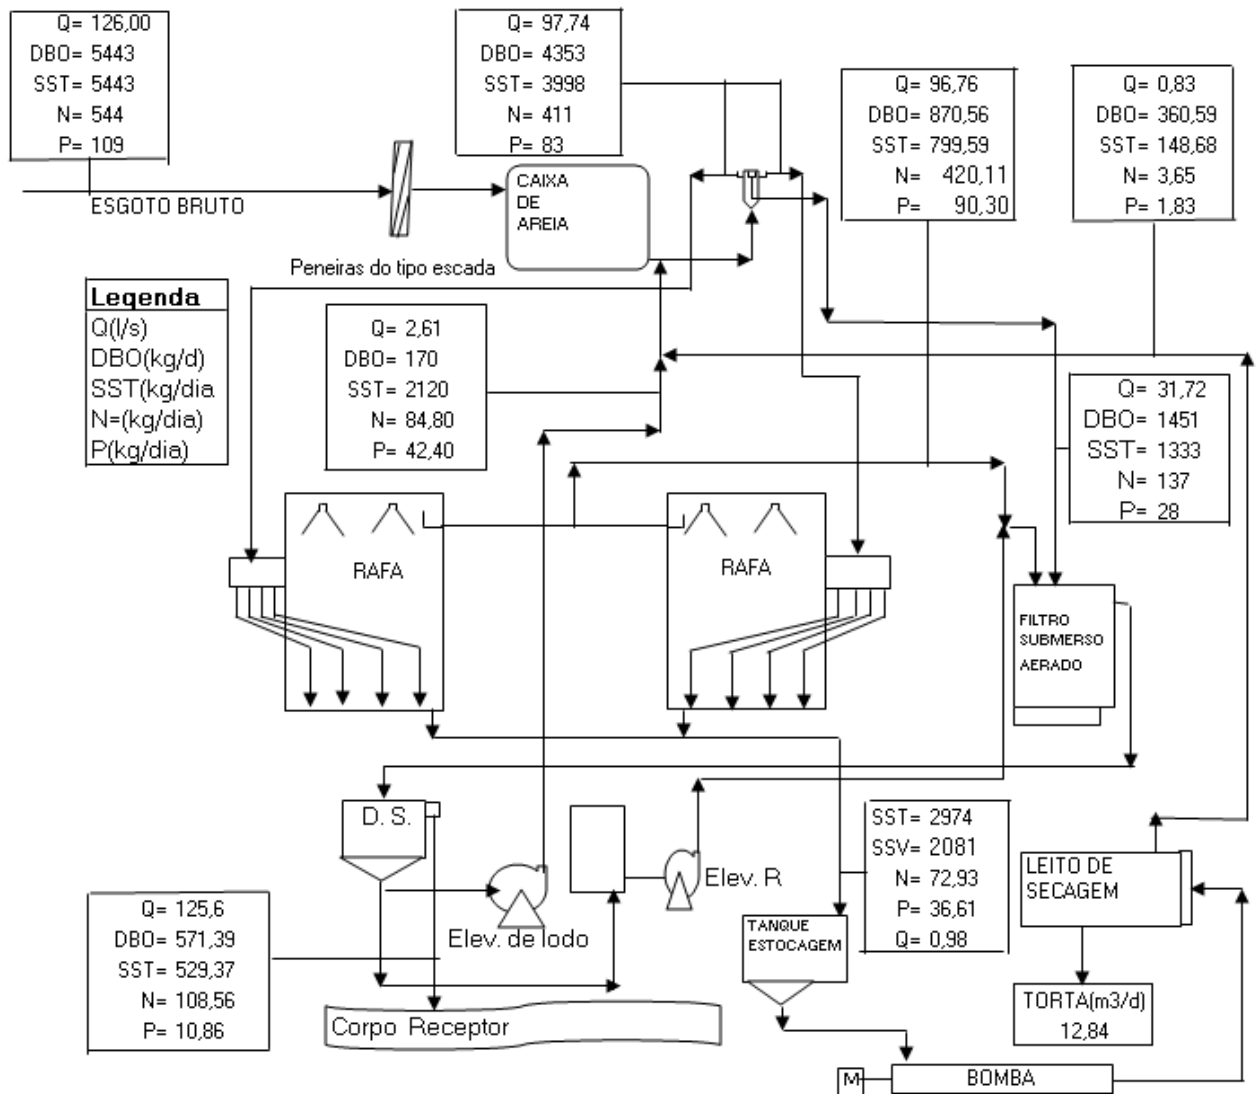 Q= 126,00
DBO= 5443
SST= 5443
N= 544
P= 109
Q= 97,74
DBO= 4353
SST= 3998
N= 411
P= 83
Q= 96,76
DBO= 870,56
SST= 799,59
N= 420,11
P= 90,30
Q= 0,83
DBO= 360,59
SST= 148,68
N= 3,65
P= 1,83
ESGOTO BRUTO
CAIXA
DE
AREIA
Peneiras do tipo escada
Legenda
Q(l/s)
DBO(kg/d)
SST(kg/dia
N=(kg/dia)
P(kg/dia)
Q= 2,61
DBO= 170
SST= 2120
N= 84,80
P= 42,40
Q= 31,72
DBO= 1451
SST= 1333
N= 137
P= 28
RAFA
RAFA
FILTRO
SUBMERSO
AERADO
D. S.
Elev. de lodo
Elev. R
SST= 2974
SSV= 2081
N= 72,93
P= 36,61
Q= 0,98
LEITO DE
SECAGEM
TANQUE
ESTOCAGEM
Q= 125,6
DBO= 571,39
SST= 529,37
N= 108,56
P= 10,86
Corpo Receptor
TORTA(m3/d)
12,84
M
BOMBA